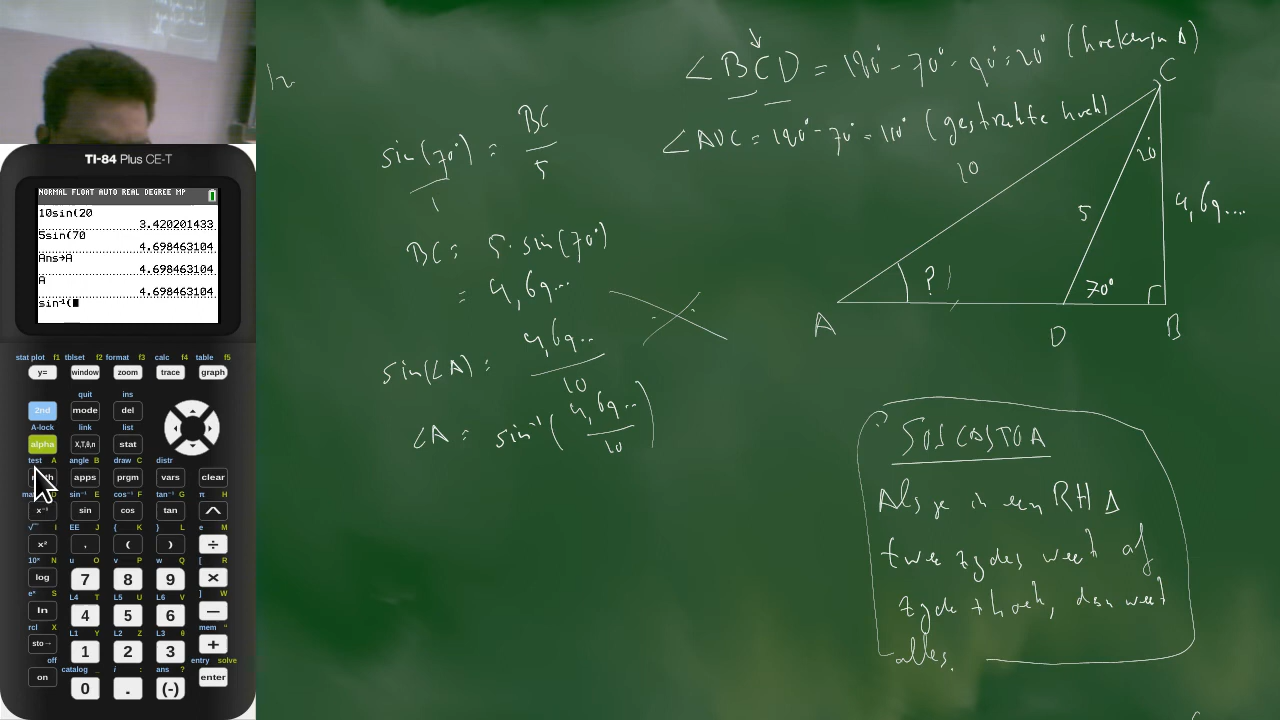 TI-84 Plus CE-T
NORMAL FLOAT AUTO REAL DEGREE MP
10sin(20
3.420201433
5sin(70
4.698463104
Ans→A
4.698463104
A
4.698463104
sin⁻¹(
stat plot f1 tblset f2 format f3 calc f4 table f5
y= window zoom trace graph
quit ins
2nd mode del
A-lock link list
alpha X,T,θ,n stat
test A angle B draw C distr
apps prgm vars clear
sin⁻¹ E cos⁻¹ F tan⁻¹ G π H
x⁻¹ sin cos tan ^
√ I EE J { K } L e M
x² , ( ) ÷
10ˣ N u O v P w Q [ R
log 7 8 9 ×
eˣ S L4 T L5 U L6 V ] W
ln 4 5 6 −
rcl X L1 Y L2 Z L3 θ mem "
sto→ 1 2 3 +
off catalog _ i : ans ? entry solve
on 0 . (-) enter
sin(70°) = BC / 5
1
BC = 5 · sin(70°)
= 4,69...
sin(∠A) = 4,69... / 10
∠A = sin⁻¹(4,69... / 10)
∠BCD = 180° - 70° - 90° = 20° (hoekensom Δ)
∠ADC = 180° - 70° = 110° (gestrekte hoek)
C
10
20
5
4,69...
?
70°
A
D
B
SOSCASTOA
Als je in een RH Δ
twee zijdes weet of
zijde + hoek, dan weet
alles.